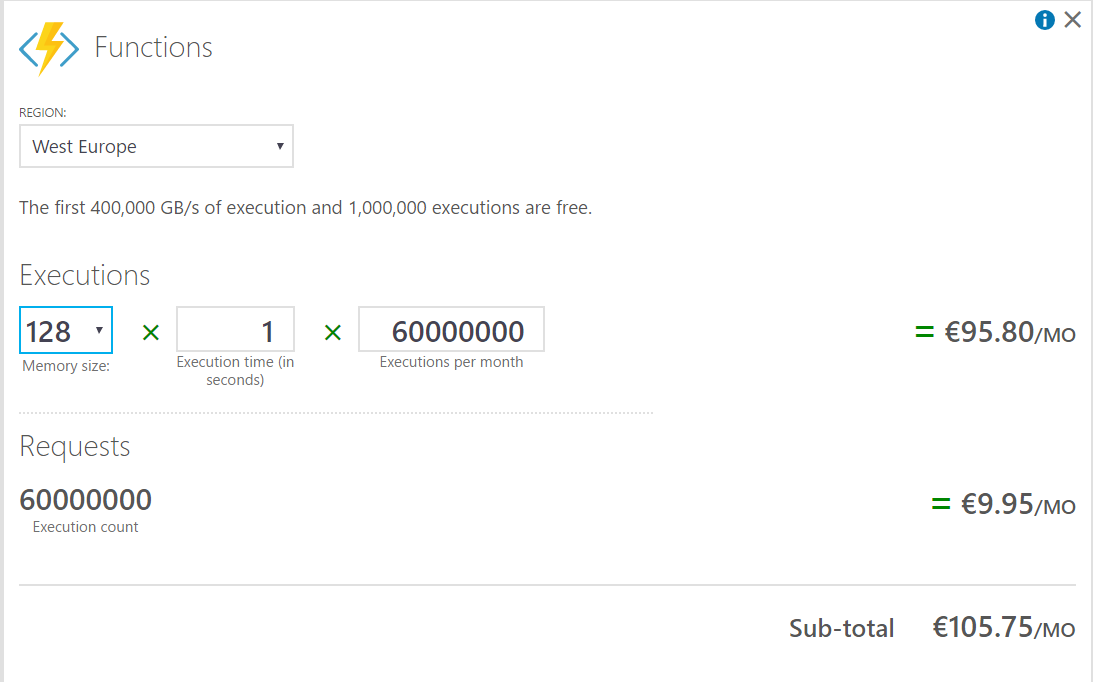 Functions
REGION:
West Europe
The first 400,000 GB/s of execution and 1,000,000 executions are free.
Executions
128 × 1 × 60000000 = €95.80/MO
Memory size: Execution time (in seconds) Executions per month
Requests
60000000 = €9.95/MO
Execution count
Sub-total €105.75/MO